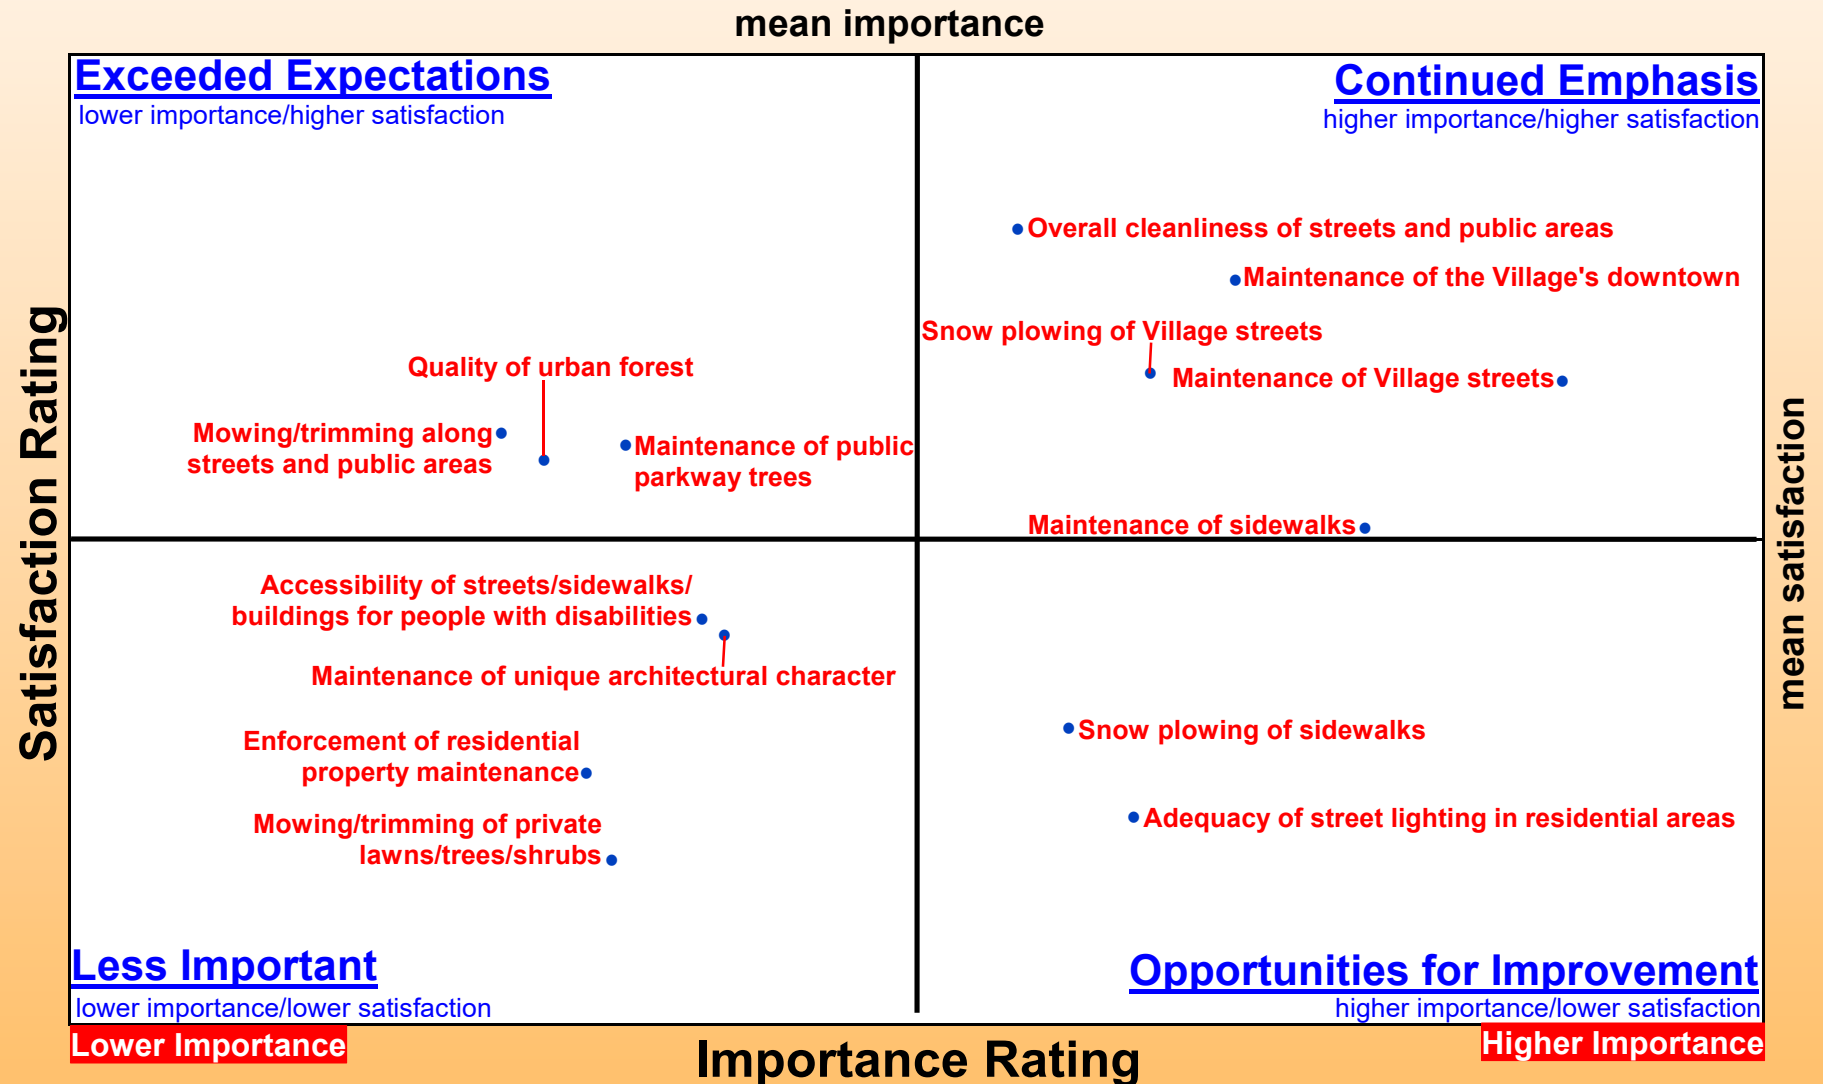 mean importance
Exceeded Expectations
lower importance/higher satisfaction
Continued Emphasis
higher importance/higher satisfaction
Overall cleanliness of streets and public areas
Maintenance of the Village's downtown
Snow plowing of Village streets
Maintenance of Village streets
Quality of urban forest
Mowing/trimming along
streets and public areas
Maintenance of public
parkway trees
Maintenance of sidewalks
Satisfaction Rating
mean satisfaction
Accessibility of streets/sidewalks/
buildings for people with disabilities
Maintenance of unique architectural character
Enforcement of residential
property maintenance
Mowing/trimming of private
lawns/trees/shrubs
Snow plowing of sidewalks
Adequacy of street lighting in residential areas
Less Important
lower importance/lower satisfaction
Opportunities for Improvement
higher importance/lower satisfaction
Lower Importance
Importance Rating
Higher Importance